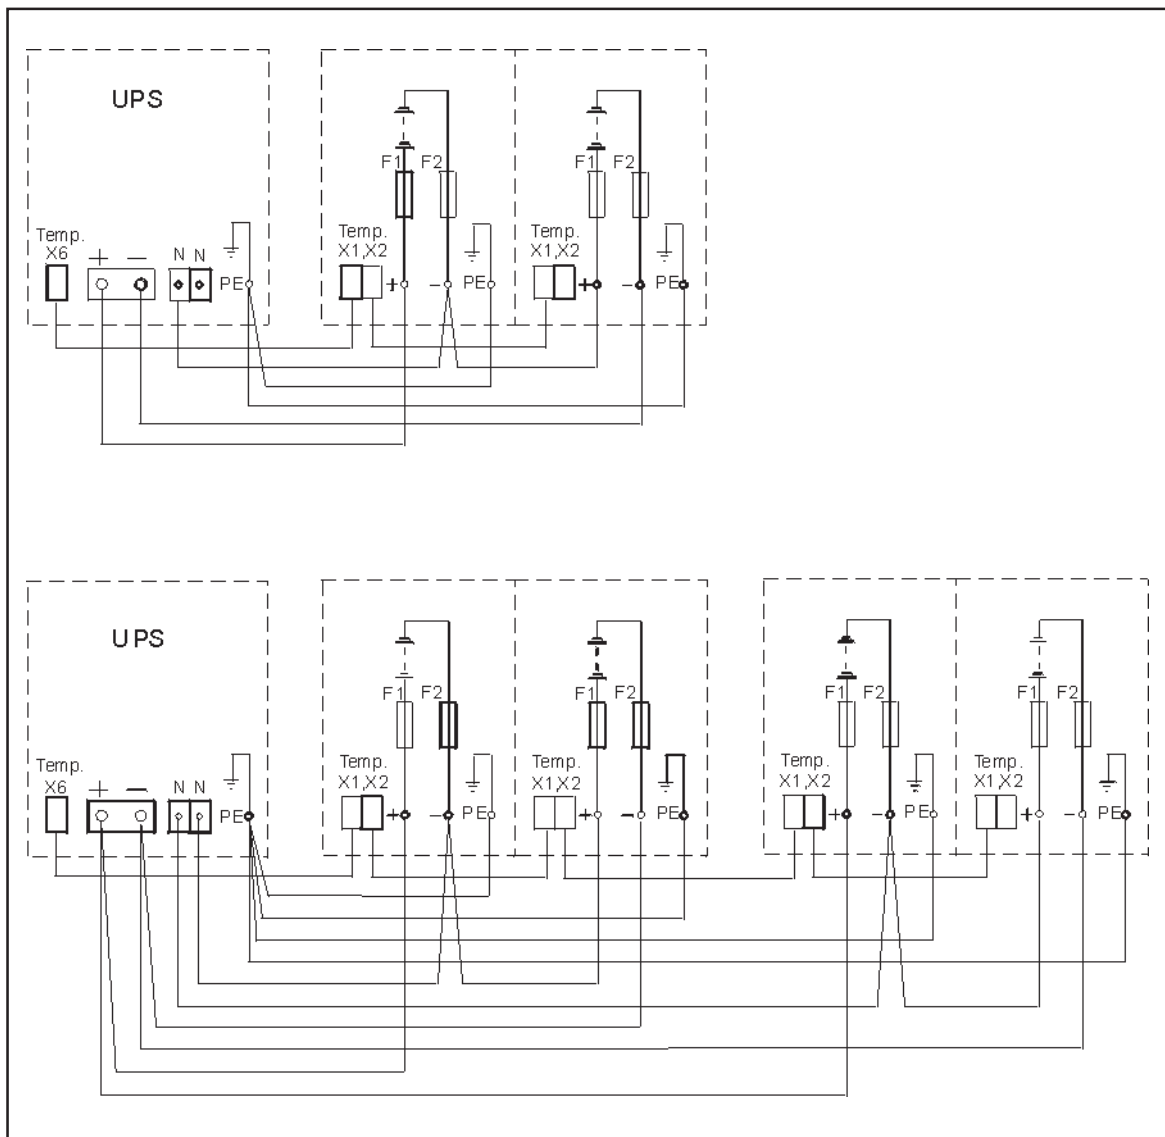 UPS
F1 F2 F1 F2
Temp. Temp. Temp.
X6 + — N N PE X1,X2 + - PE X1,X2 + - PE
UPS
F1 F2 F1 F2 F1 F2 F1 F2
Temp. Temp. Temp. Temp. Temp.
X6 + — N N PE X1,X2 + - PE X1,X2 + - PE X1,X2 + - PE X1,X2 + - PE